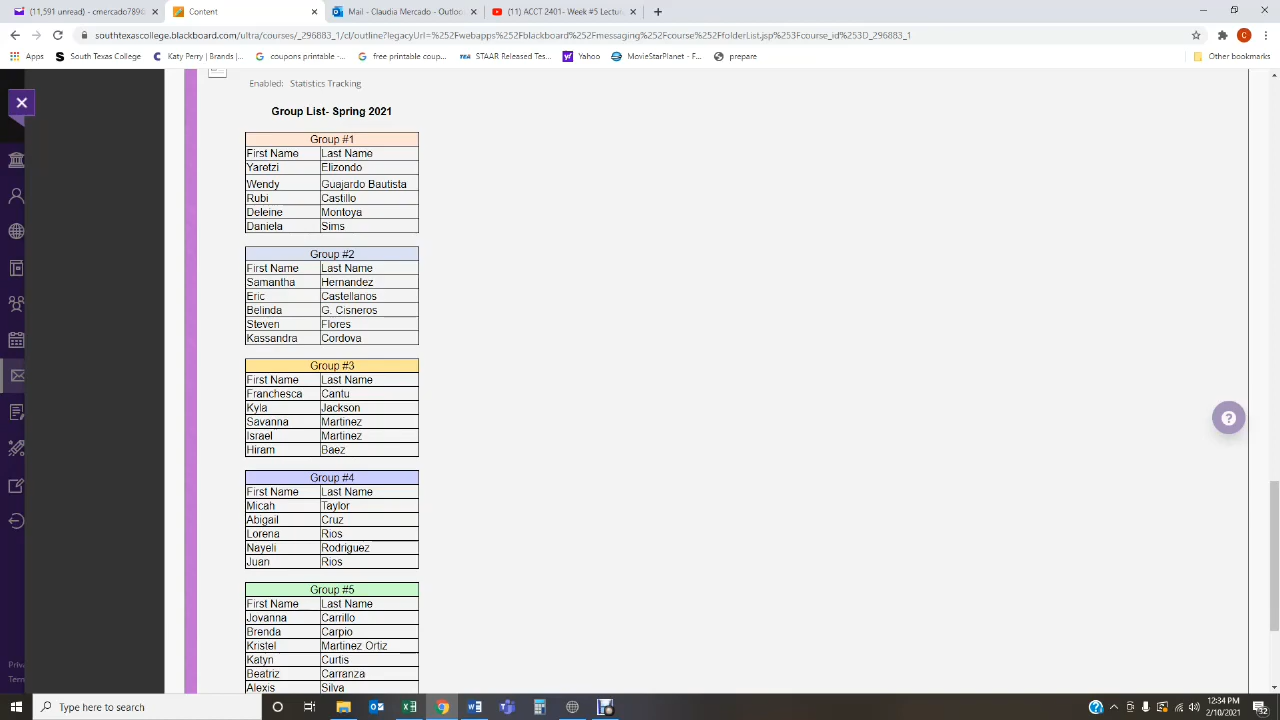 (11,591 unread) - cmercado789@
Content
Mail - Claudia Mercado - Outloo
(11) ACCT 2401- Week #5 Lectur
southtexascollege.blackboard.com/ultra/courses/_296883_1/cl/outline?legacyUrl=%252Fwebapps%252Fblackboard%252Fmessaging%252Fcourse%252FfolderList.jsp%253Fcourse_id%253D_296883_1
C
Apps
South Texas College
Katy Perry | Brands |...
coupons printable -...
free printable coup...
TEA STAAR Released Tes...
Yahoo
MovieStarPlanet - F...
prepare
Other bookmarks
Enabled: Statistics Tracking
Group List- Spring 2021
Group #1
First Name Last Name
Yaretzi Elizondo
Wendy Guajardo Bautista
Rubi Castillo
Deleine Montoya
Daniela Sims
Group #2
First Name Last Name
Samantha Hernandez
Eric Castellanos
Belinda G. Cisneros
Steven Flores
Kassandra Cordova
Group #3
First Name Last Name
Franchesca Cantu
Kyla Jackson
Savanna Martinez
Israel Martinez
Hiram Baez
Group #4
First Name Last Name
Micah Taylor
Abigail Cruz
Lorena Rios
Nayeli Rodriguez
Juan Rios
Group #5
First Name Last Name
Jovanna Carrillo
Brenda Carpio
Kristel Martinez Ortiz
Katyn Curtis
Beatriz Carranza
Alexis Silva
Priva
Term
Type here to search
12:34 PM
2/10/2021
32